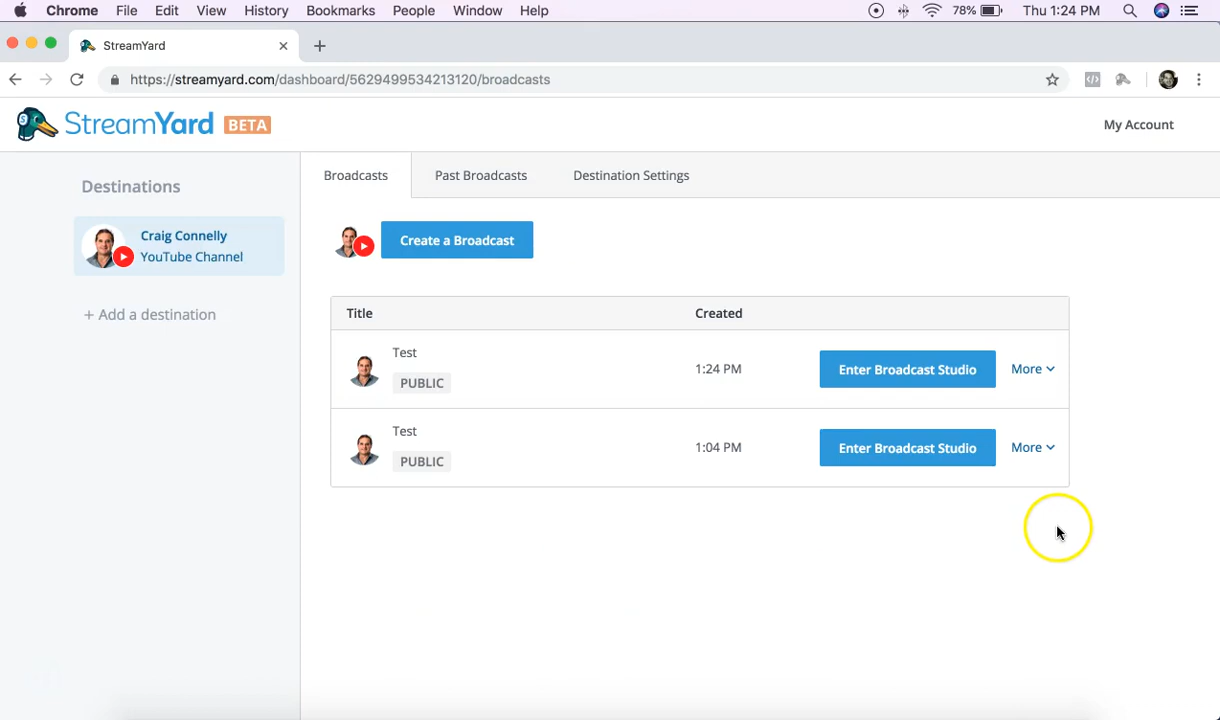 Chrome File Edit View History Bookmarks People Window Help 78% Thu 1:24 PM
StreamYard
https://streamyard.com/dashboard/5629499534213120/broadcasts
StreamYard BETA
My Account
Destinations
Craig Connelly
YouTube Channel
+ Add a destination
Broadcasts Past Broadcasts Destination Settings
Create a Broadcast
Title Created
Test
PUBLIC
1:24 PM
Enter Broadcast Studio
More
Test
PUBLIC
1:04 PM
Enter Broadcast Studio
More